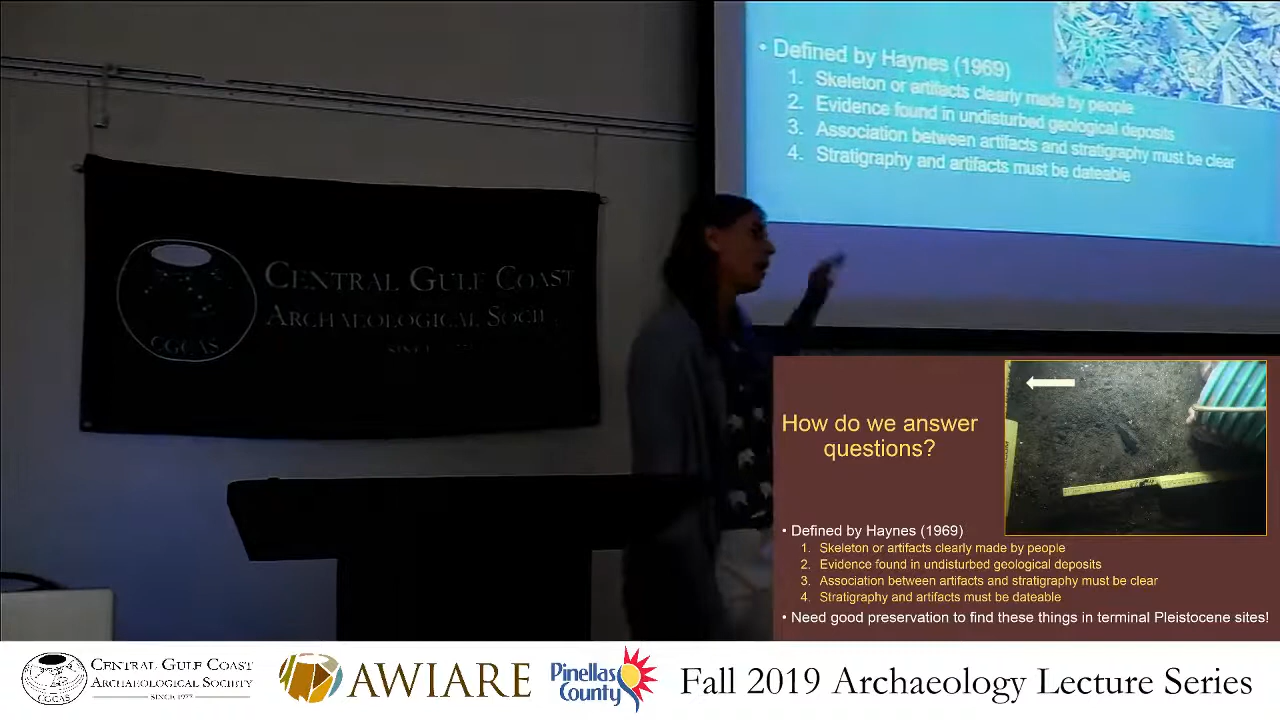 • Defined by Haynes (1969)
1. Skeleton or artifacts clearly made by people
2. Evidence found in undisturbed geological deposits
3. Association between artifacts and stratigraphy must be clear
4. Stratigraphy and artifacts must be dateable
CENTRAL GULF COAST
ARCHAEOLOGICAL
CGCAS
SINCE
How do we answer
questions?
• Defined by Haynes (1969)
1. Skeleton or artifacts clearly made by people
2. Evidence found in undisturbed geological deposits
3. Association between artifacts and stratigraphy must be clear
4. Stratigraphy and artifacts must be dateable
• Need good preservation to find these things in terminal Pleistocene sites!
CGCAS
CENTRAL GULF COAST
ARCHAEOLOGICAL SOCIETY
SINCE 1977
AWIARE
Pinellas
County
Fall 2019 Archaeology Lecture Series